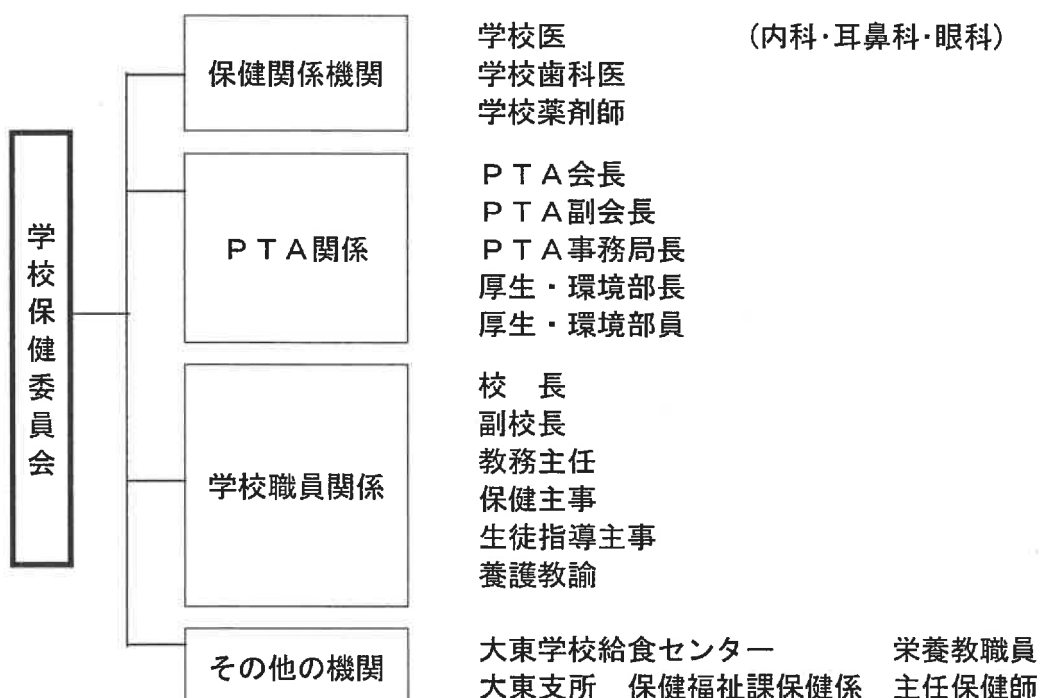 学校保健委員会
保健関係機関
学校医 (内科・耳鼻科・眼科)
学校歯科医
学校薬剤師
PTA関係
PTA会長
PTA副会長
PTA事務局長
厚生・環境部長
厚生・環境部員
学校職員関係
校 長
副校長
教務主任
保健主事
生徒指導主事
養護教諭
その他の機関
大東学校給食センター 栄養教職員
大東支所 保健福祉課保健係 主任保健師